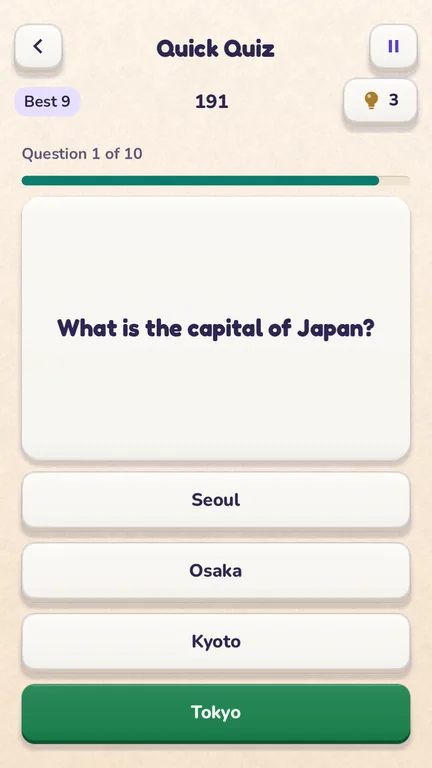 Quick Quiz
Best 9
191
3
Question 1 of 10
What is the capital of Japan?
Seoul
Osaka
Kyoto
Tokyo